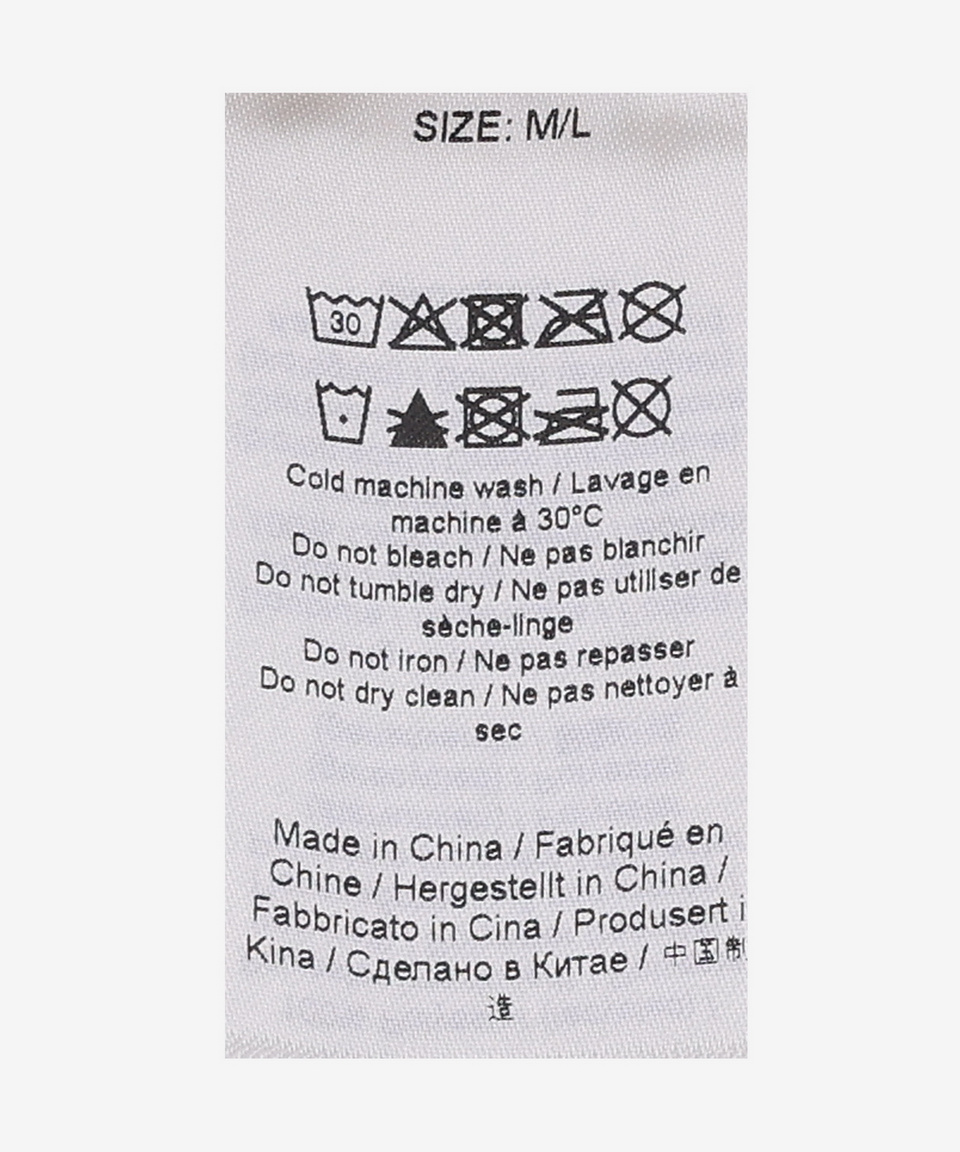 SIZE: M/L
30
Cold machine wash / Lavage en
machine à 30°C
Do not bleach / Ne pas blanchir
Do not tumble dry / Ne pas utiliser de
sèche-linge
Do not iron / Ne pas repasser
Do not dry clean / Ne pas nettoyer à
sec
Made in China / Fabriqué en
Chine / Hergestellt in China /
Fabbricato in Cina / Produsert i
Kina / Сделано в Китае / 中国制
造